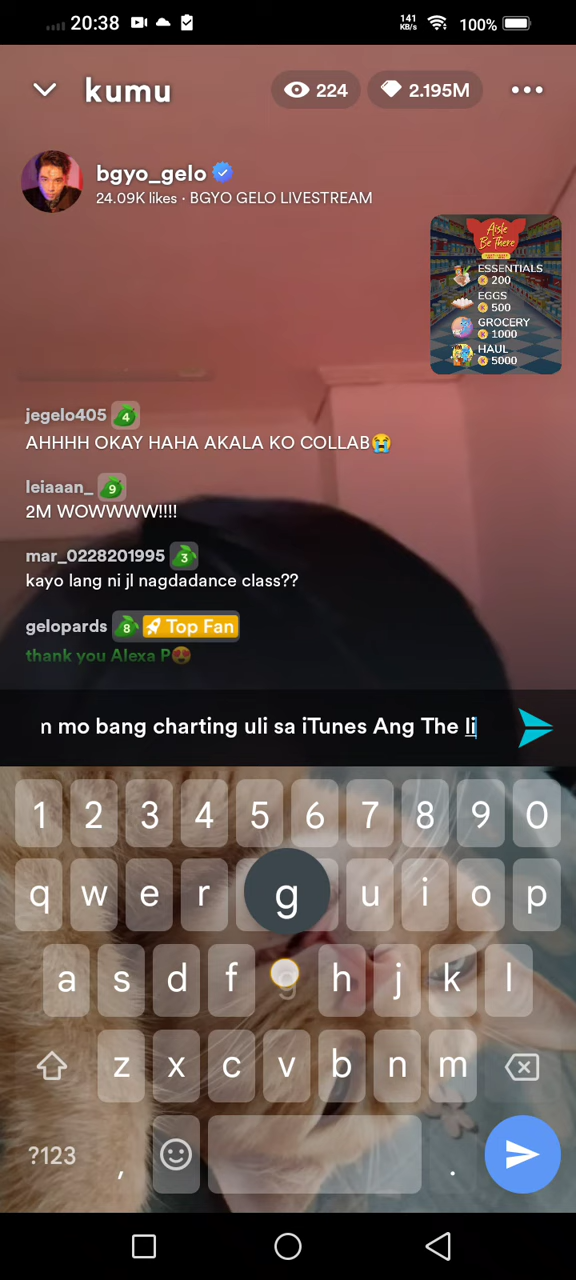 20:38
141
KB/s
100%
kumu
224
2.195M
bgyo_gelo
24.09K likes · BGYO GELO LIVESTREAM
Aisle
Be There
ESSENTIALS
200
EGGS
500
GROCERY
1000
HAUL
5000
jegelo405 4
AHHHH OKAY HAHA AKALA KO COLLAB😭
leiaaan_ 9
2M WOWWWW!!!!
mar_0228201995 3
kayo lang ni jl nagdadance class??
gelopards 8 Top Fan
thank you Alexa P😍
n mo bang charting uli sa iTunes Ang The li
1 2 3 4 5 6 7 8 9 0
q w e r g u i o p
a s d f g h j k l
z x c v b n m
?123 , .